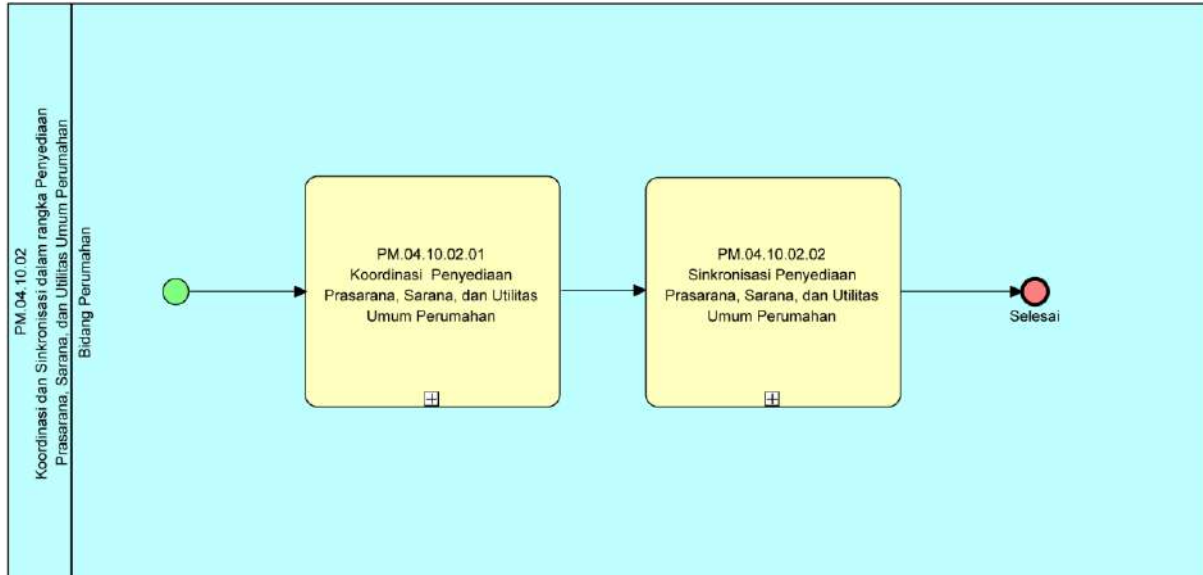 PM.04.10.02
Koordinasi dan Sinkronisasi dalam rangka Penyediaan
Prasarana, Sarana, dan Utilitas Umum Perumahan
Bidang Perumahan
PM.04.10.02.01
Koordinasi Penyediaan
Prasarana, Sarana, dan Utilitas
Umum Perumahan
PM.04.10.02.02
Sinkronisasi Penyediaan
Prasarana, Sarana, dan Utilitas
Umum Perumahan
Selesai